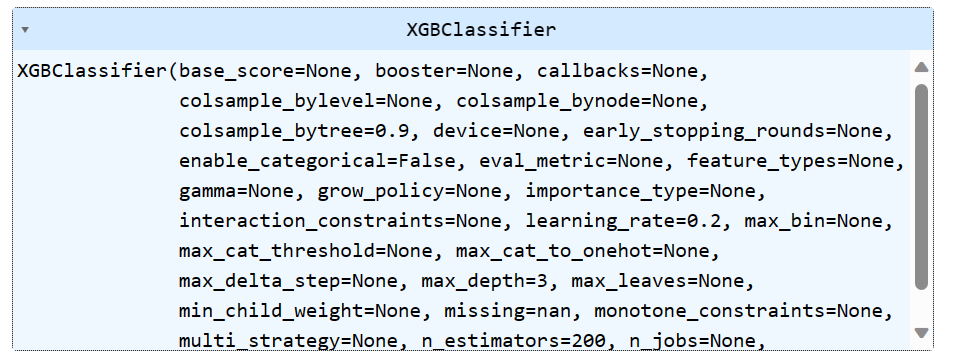 XGBClassifier
XGBClassifier(base_score=None, booster=None, callbacks=None,
colsample_bylevel=None, colsample_bynode=None,
colsample_bytree=0.9, device=None, early_stopping_rounds=None,
enable_categorical=False, eval_metric=None, feature_types=None,
gamma=None, grow_policy=None, importance_type=None,
interaction_constraints=None, learning_rate=0.2, max_bin=None,
max_cat_threshold=None, max_cat_to_onehot=None,
max_delta_step=None, max_depth=3, max_leaves=None,
min_child_weight=None, missing=nan, monotone_constraints=None,
multi_strategy=None, n_estimators=200, n_jobs=None,